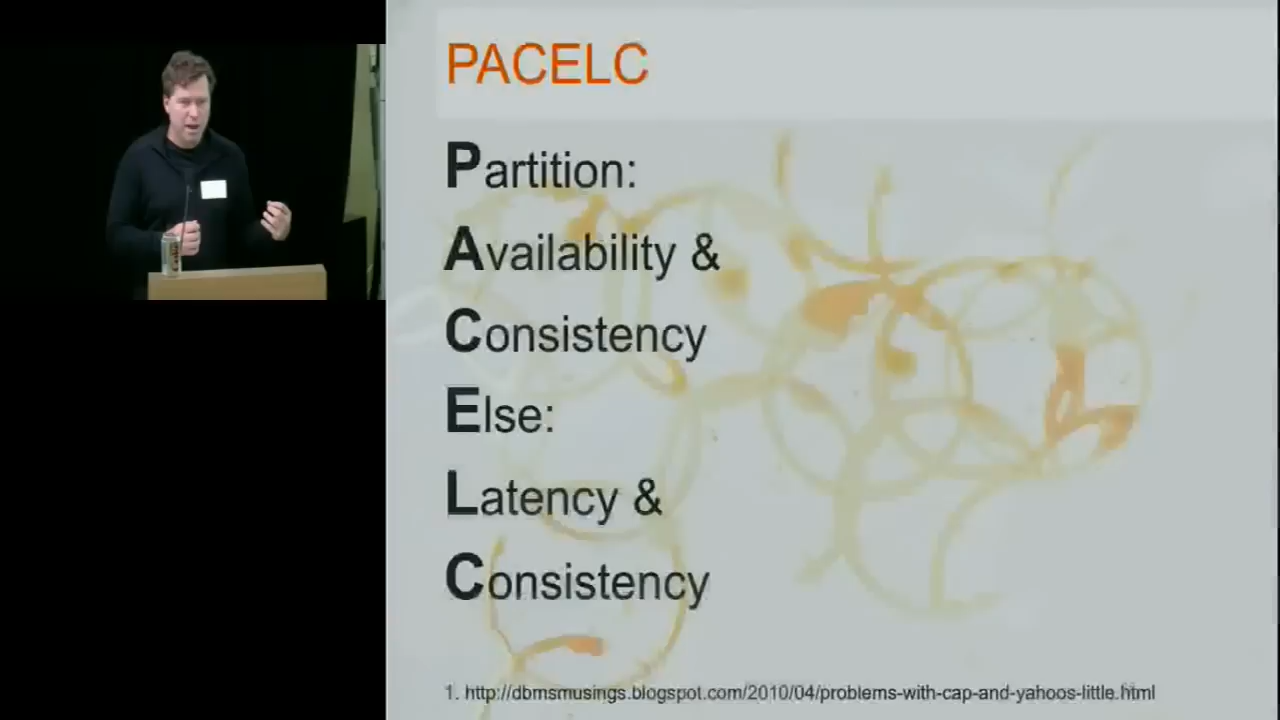 PACELC
Partition:
Availability &
Consistency
Else:
Latency &
Consistency
1. http://dbmsmusings.blogspot.com/2010/04/problems-with-cap-and-yahoos-little.html